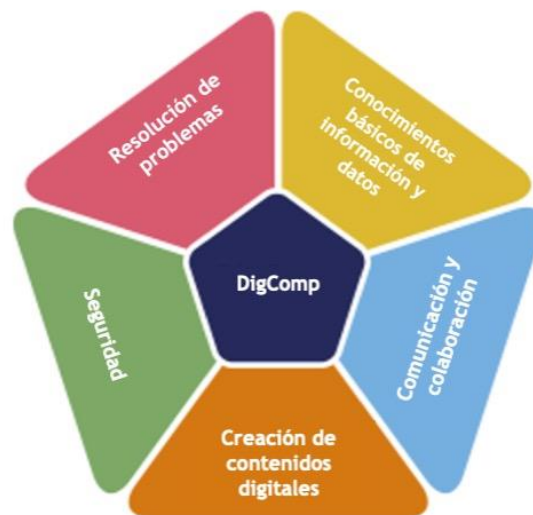 Resolución de
problemas
Conocimientos
básicos de
información y
datos
DigComp
Seguridad
Comunicación y
colaboración
Creación de
contenidos
digitales